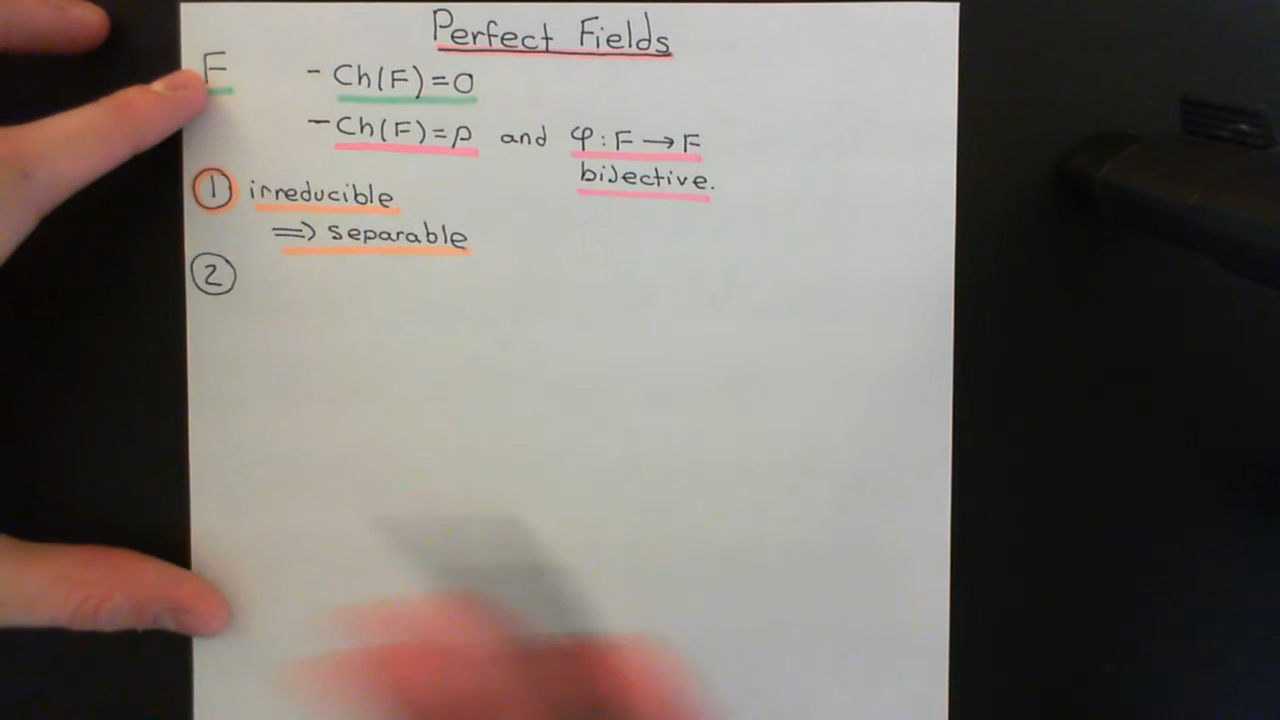 Perfect Fields
F - Ch(F)=0
- Ch(F)=p and φ: F → F
bijective.
① irreducible
⇒ separable
②